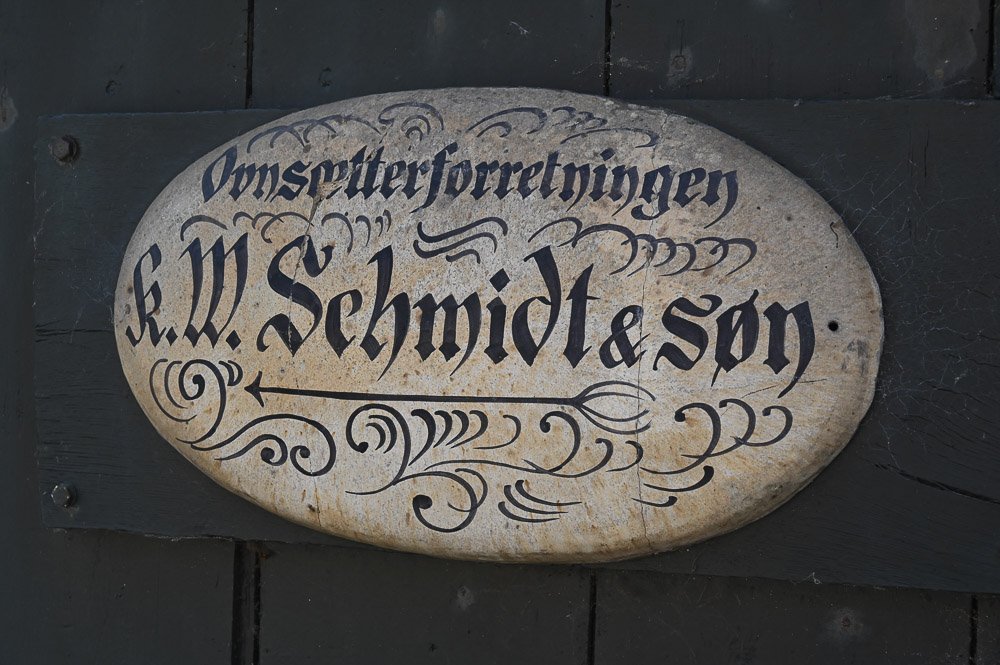 Ovnsætterforretningen
K. W. Schmidt & søn